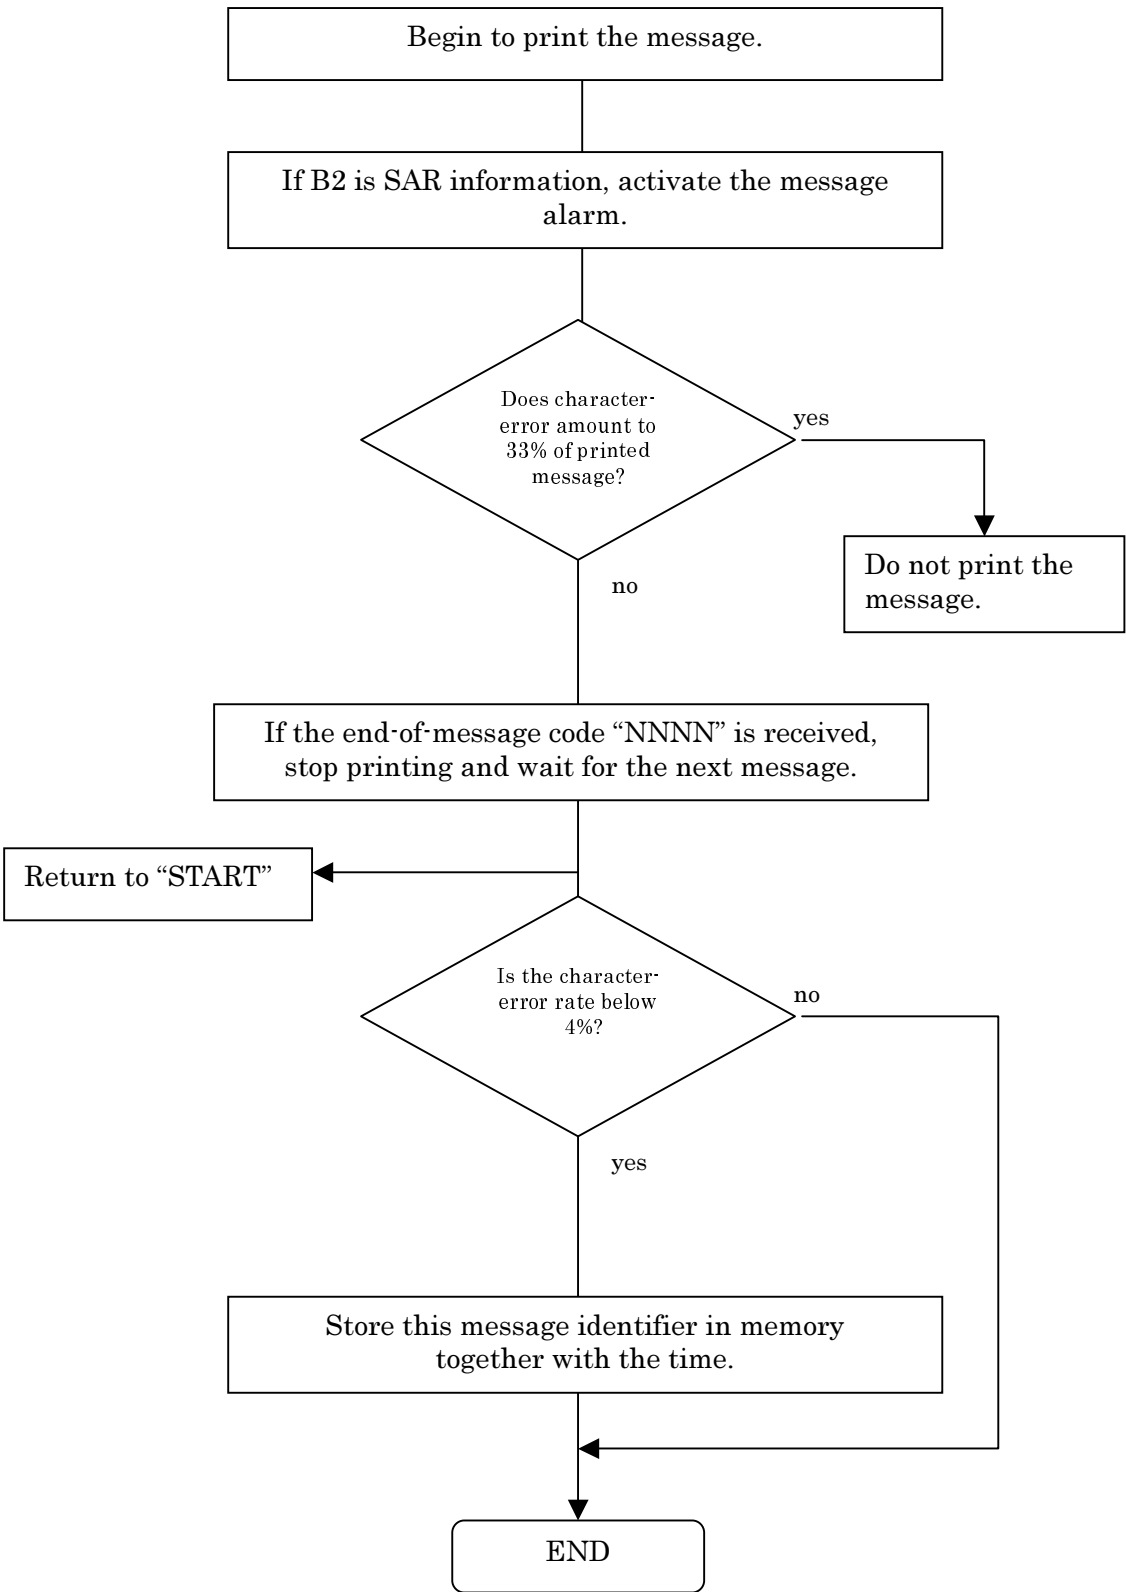 Begin to print the message.
If B2 is SAR information, activate the message
alarm.
Does character-
error amount to
33% of printed
message?
yes
Do not print the
message.
no
If the end-of-message code “NNNN” is received,
stop printing and wait for the next message.
Return to “START”
Is the character-
error rate below
4%?
no
yes
Store this message identifier in memory
together with the time.
END